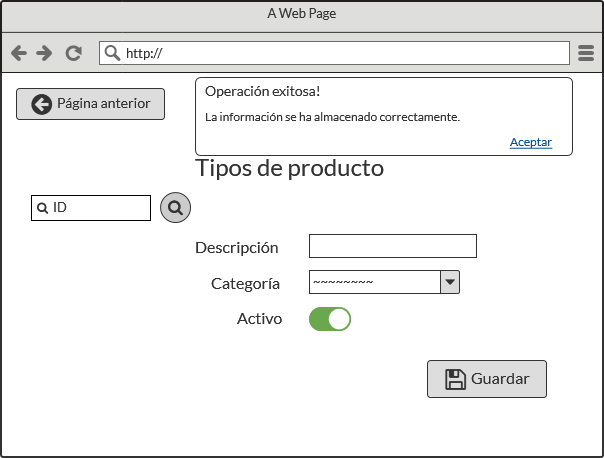 A Web Page
http://
Página anterior
Operación exitosa!
La información se ha almacenado correctamente.
Aceptar
Tipos de producto
ID
Descripción
Categoría
~~~~~~~~
Activo
Guardar